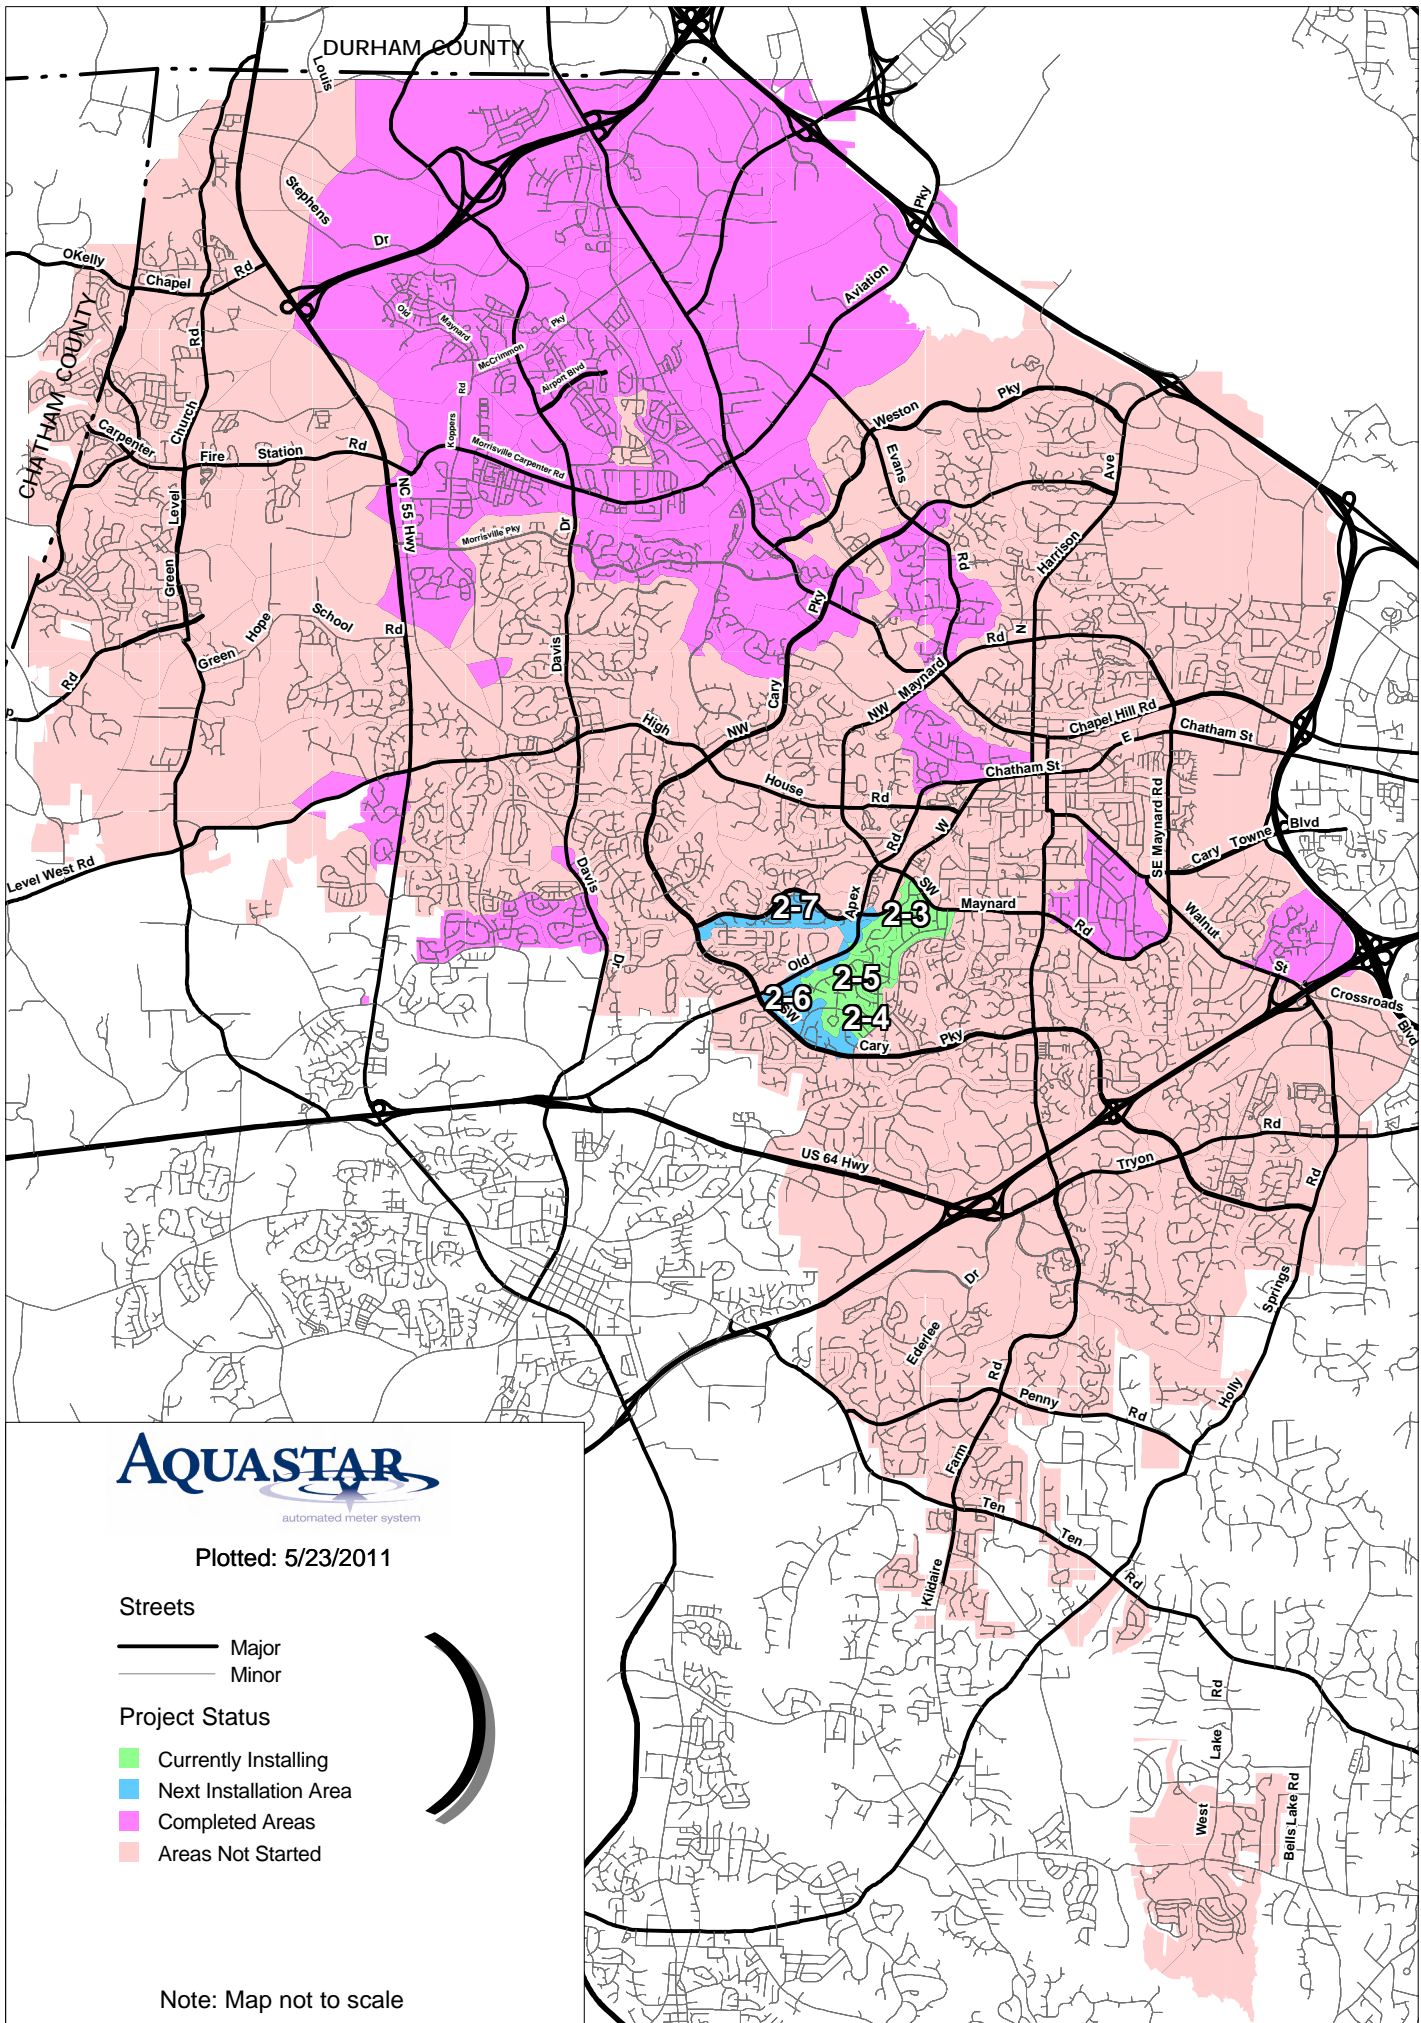 DURHAM COUNTY
Louis
Stephens
Dr
Pky
Aviation
OKelly
Chapel
Rd
CHATHAM COUNTY
Rd
Old
Maynard
Pky
McCrimmon
Airport Blvd
Rd
Koppers
Church
Carpenter
Fire
Station
Rd
Morrisville Carpenter Rd
Weston
Pky
Evans
Ave
Level
NC 55 Hwy
Dr
Morrisville Pky
Rd
Harrison
Green
Hope
School
Rd
Green
Pky
N
Rd
Davis
Maynard
Rd
Cary
NW
High
NW
Chapel Hill Rd
E
Chatham St
Chatham St
House
Rd
Rd
W
SE Maynard Rd
Cary
Towne
Blvd
Level West Rd
Davis
SW
2-7
Apex
2-3
Maynard
Walnut
Rd
Dr
Old
2-5
St
2-6
SW
2-4
Crossroads
Blvd
Cary
Pky
US 64 Hwy
Tryon
Rd
Rd
Dr
Springs
Ederlee
Rd
Penny
Rd
Holly
Farm
Ten
Ten
Rd
Kildaire
Rd
Lake
West
Bells Lake Rd
AQUASTAR
automated meter system
Plotted: 5/23/2011
Streets
Major
Minor
Project Status
Currently Installing
Next Installation Area
Completed Areas
Areas Not Started
Note: Map not to scale